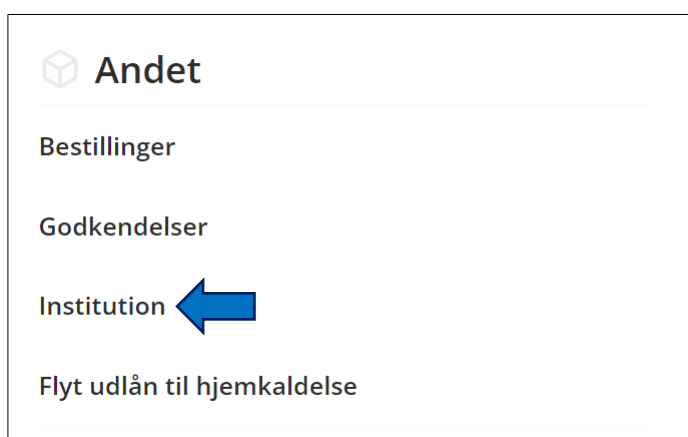 Andet
Bestillinger
Godkendelser
Institution
Flyt udlån til hjemkaldelse